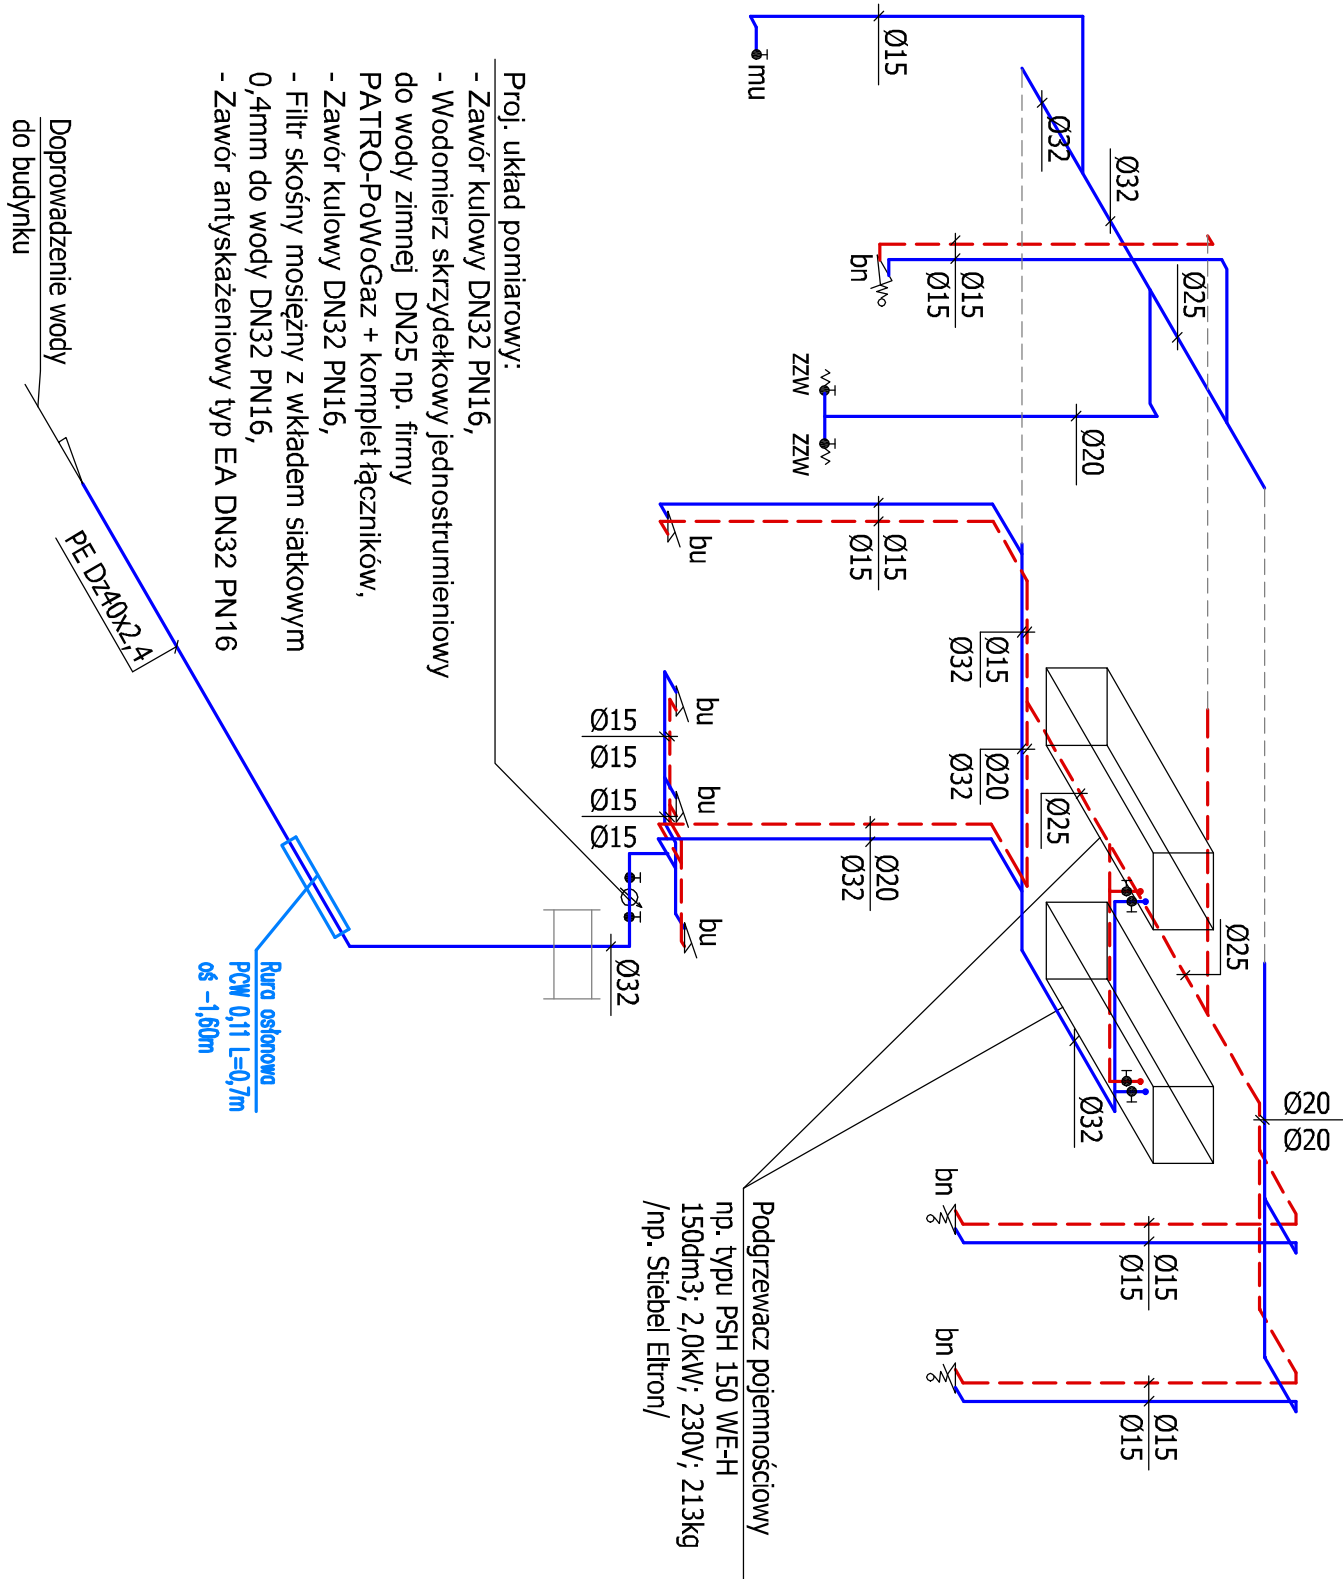 Proj. układ pomiarowy:
- Zawór kulowy DN32 PN16,
- Wodomierz skrzydełkowy jednostrumieniowy
do wody zimnej DN25 np. firmy
PATRO-PoWoGaz + komplet łączników,
- Zawór kulowy DN32 PN16,
- Filtr skośny mosiężny z wkładem siatkowym
0,4mm do wody DN32 PN16,
- Zawór antyskażeniowy typ EA DN32 PN16
Doprowadzenie wody
do budynku
PE Dz40x2,4
Rura osłonowa
PCW 0,11 L=0,7m
oś -1,60m
Podgrzewacz pojemnościowy
np. typu PSH 150 WE-H
150dm3; 2,0kW; 230V; 213kg
/np. Stiebel Eltron/
Ø15
mu
Ø32
Ø32
Ø25
Ø15
Ø15
bn
zzw
zzw
Ø20
Ø15
Ø15
bu
Ø15
Ø32
Ø20
Ø32
Ø25
Ø25
bu
bu
bu
Ø15
Ø15
Ø15
Ø15
Ø20
Ø32
Ø32
Ø32
Ø20
Ø20
bn
Ø15
Ø15
bn
Ø15
Ø15